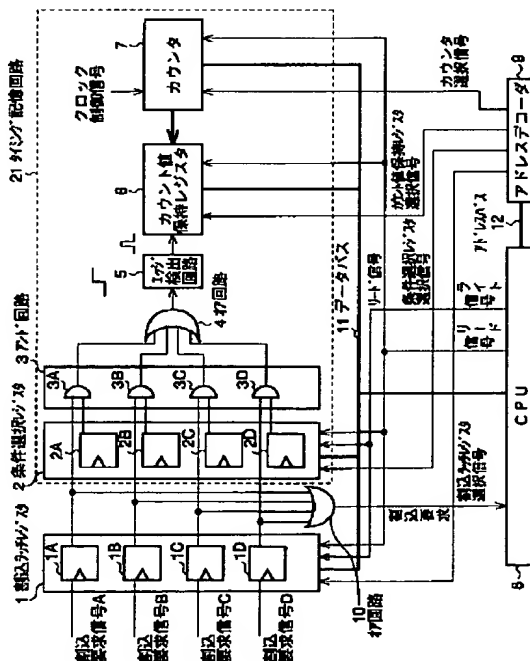 21 タイミング記憶回路
7
カウンタ
クロック
制御信号
6
カウント値
保持レジスタ
5
エッジ
検出
回路
4 オア回路
3 アンド回路
3A
3B
3C
3D
2 条件選択レジスタ
2A
2B
2C
2D
1 割込ラッチレジスタ
1A
1B
1C
1D
割込
要求信号A
割込
要求信号B
割込
要求信号C
割込
要求信号D
10
オア回路
割込要求
割込ラッチレジスタ
選択信号
11 データバス
リード信号
条件選択レジスタ
選択信号
カウント値保持レジスタ
選択信号
カウンタ
選択信号
リード
信号
ライト
信号
アドレスバス
12
アドレスデコーダ
9
CPU
8